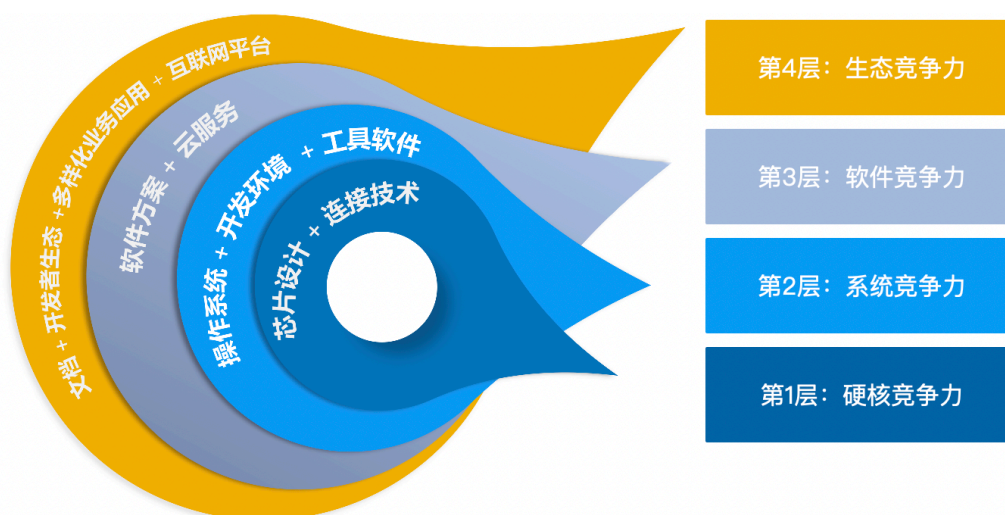 文档 + 开发者生态 +多样化业务应用 + 互联网平台
软件方案 + 云服务
操作系统 + 开发环境 + 工具软件
芯片设计 + 连接技术
第4层：生态竞争力
第3层：软件竞争力
第2层：系统竞争力
第1层：硬核竞争力